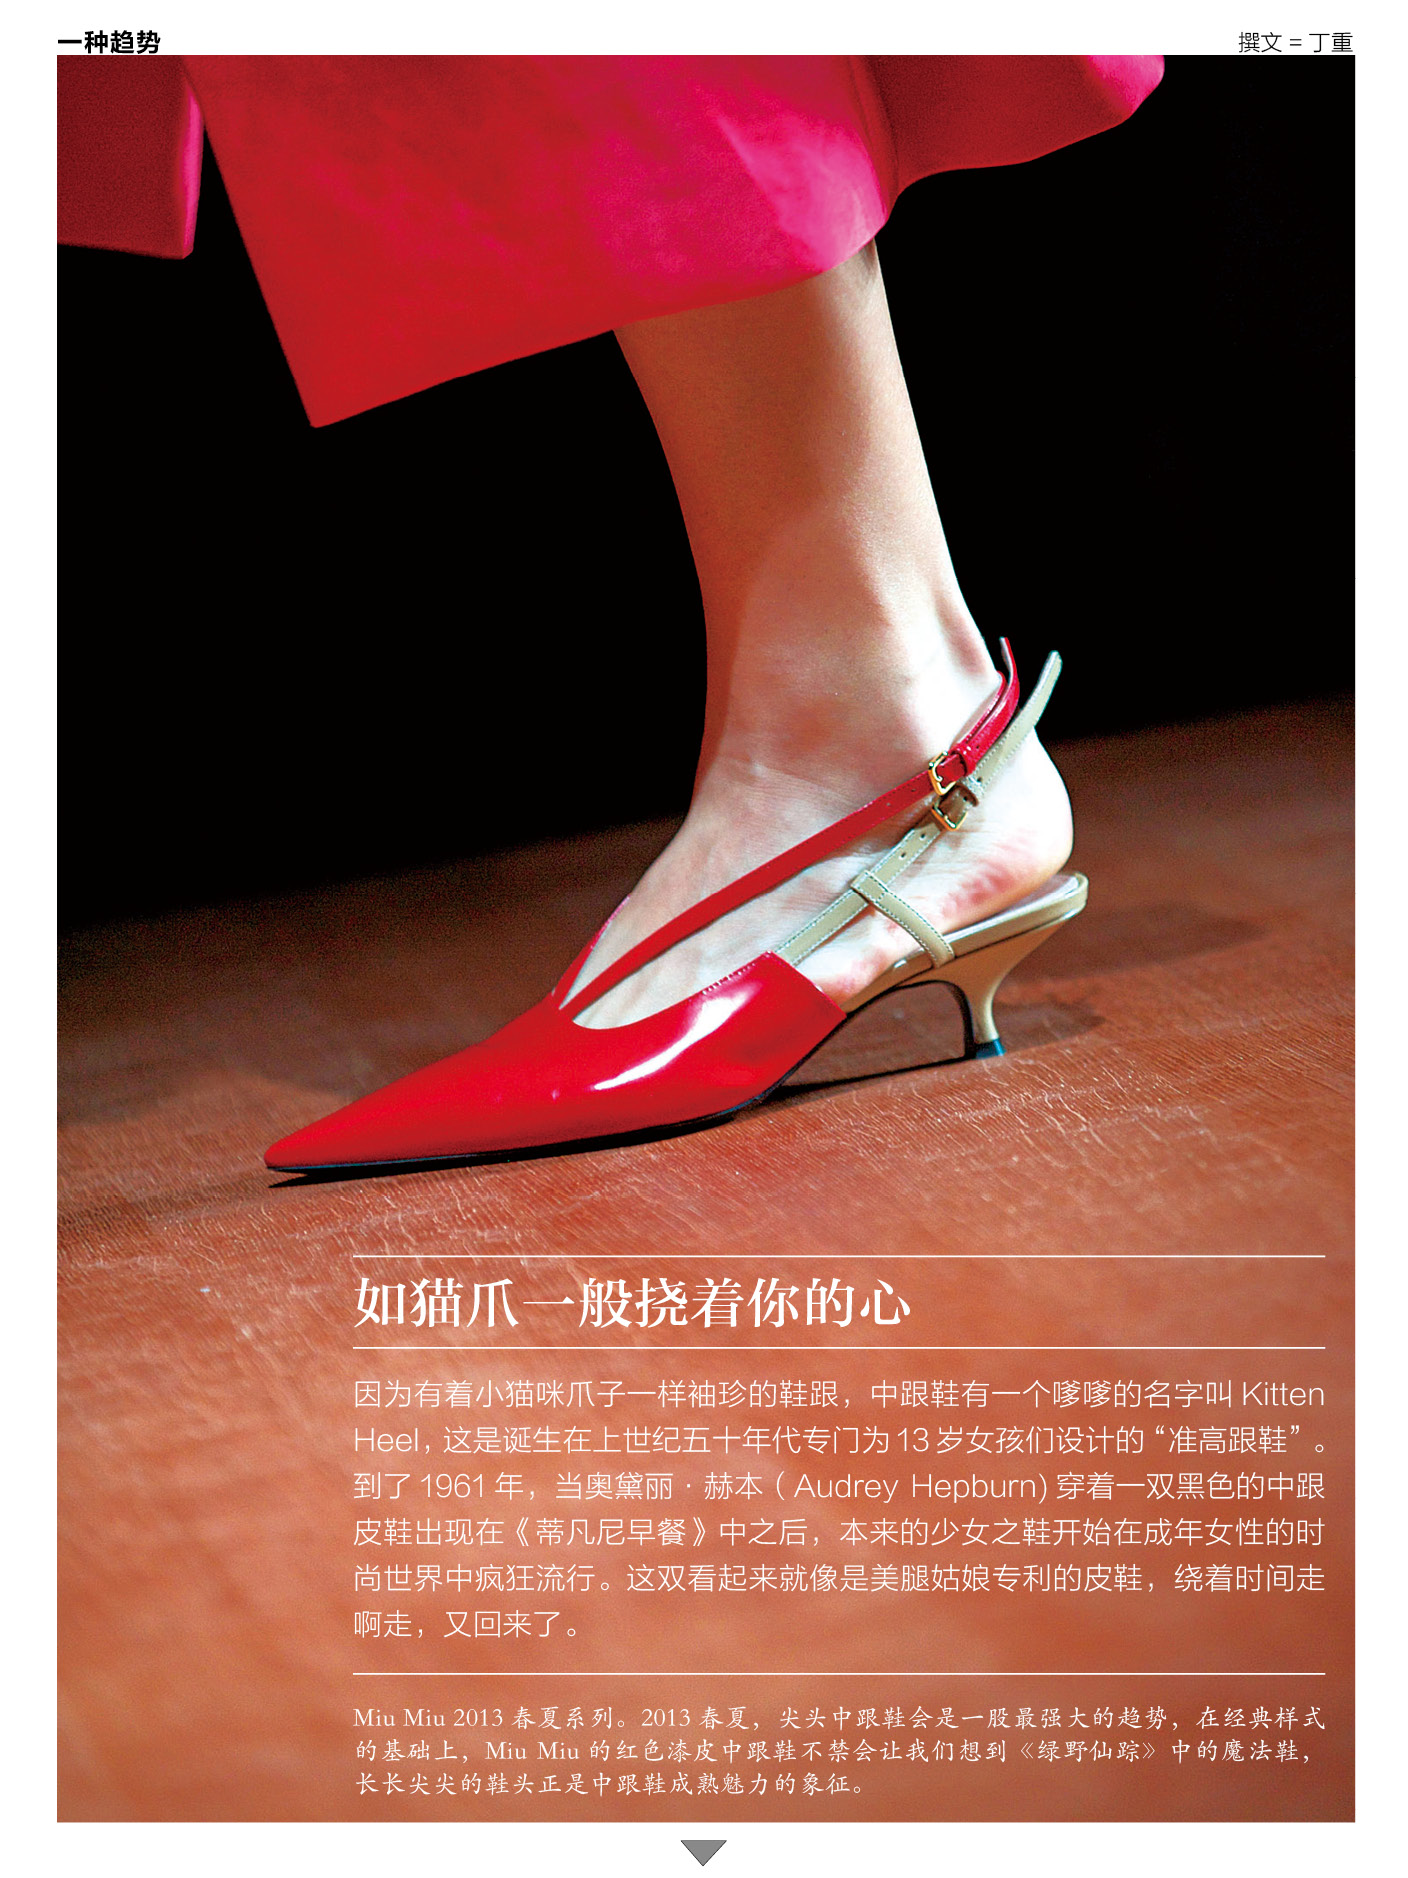 一种趋势
撰文 = 丁重
如猫爪一般挠着你的心
因为有着小猫咪爪子一样袖珍的鞋跟，中跟鞋有一个嗲嗲的名字叫 Kitten
Heel，这是诞生在上世纪五十年代专门为 13 岁女孩们设计的“准高跟鞋”。
到了 1961 年，当奥黛丽·赫本（Audrey Hepburn) 穿着一双黑色的中跟
皮鞋出现在《蒂凡尼早餐》中之后，本来的少女之鞋开始在成年女性的时
尚世界中疯狂流行。这双看起来就像是美腿姑娘专利的皮鞋，绕着时间走
啊走，又回来了。
Miu Miu 2013 春夏系列。2013 春夏，尖头中跟鞋会是一股最强大的趋势，在经典样式
的基础上，Miu Miu 的红色漆皮中跟鞋不禁会让我们想到《绿野仙踪》中的魔法鞋，
长长尖尖的鞋头正是中跟鞋成熟魅力的象征。